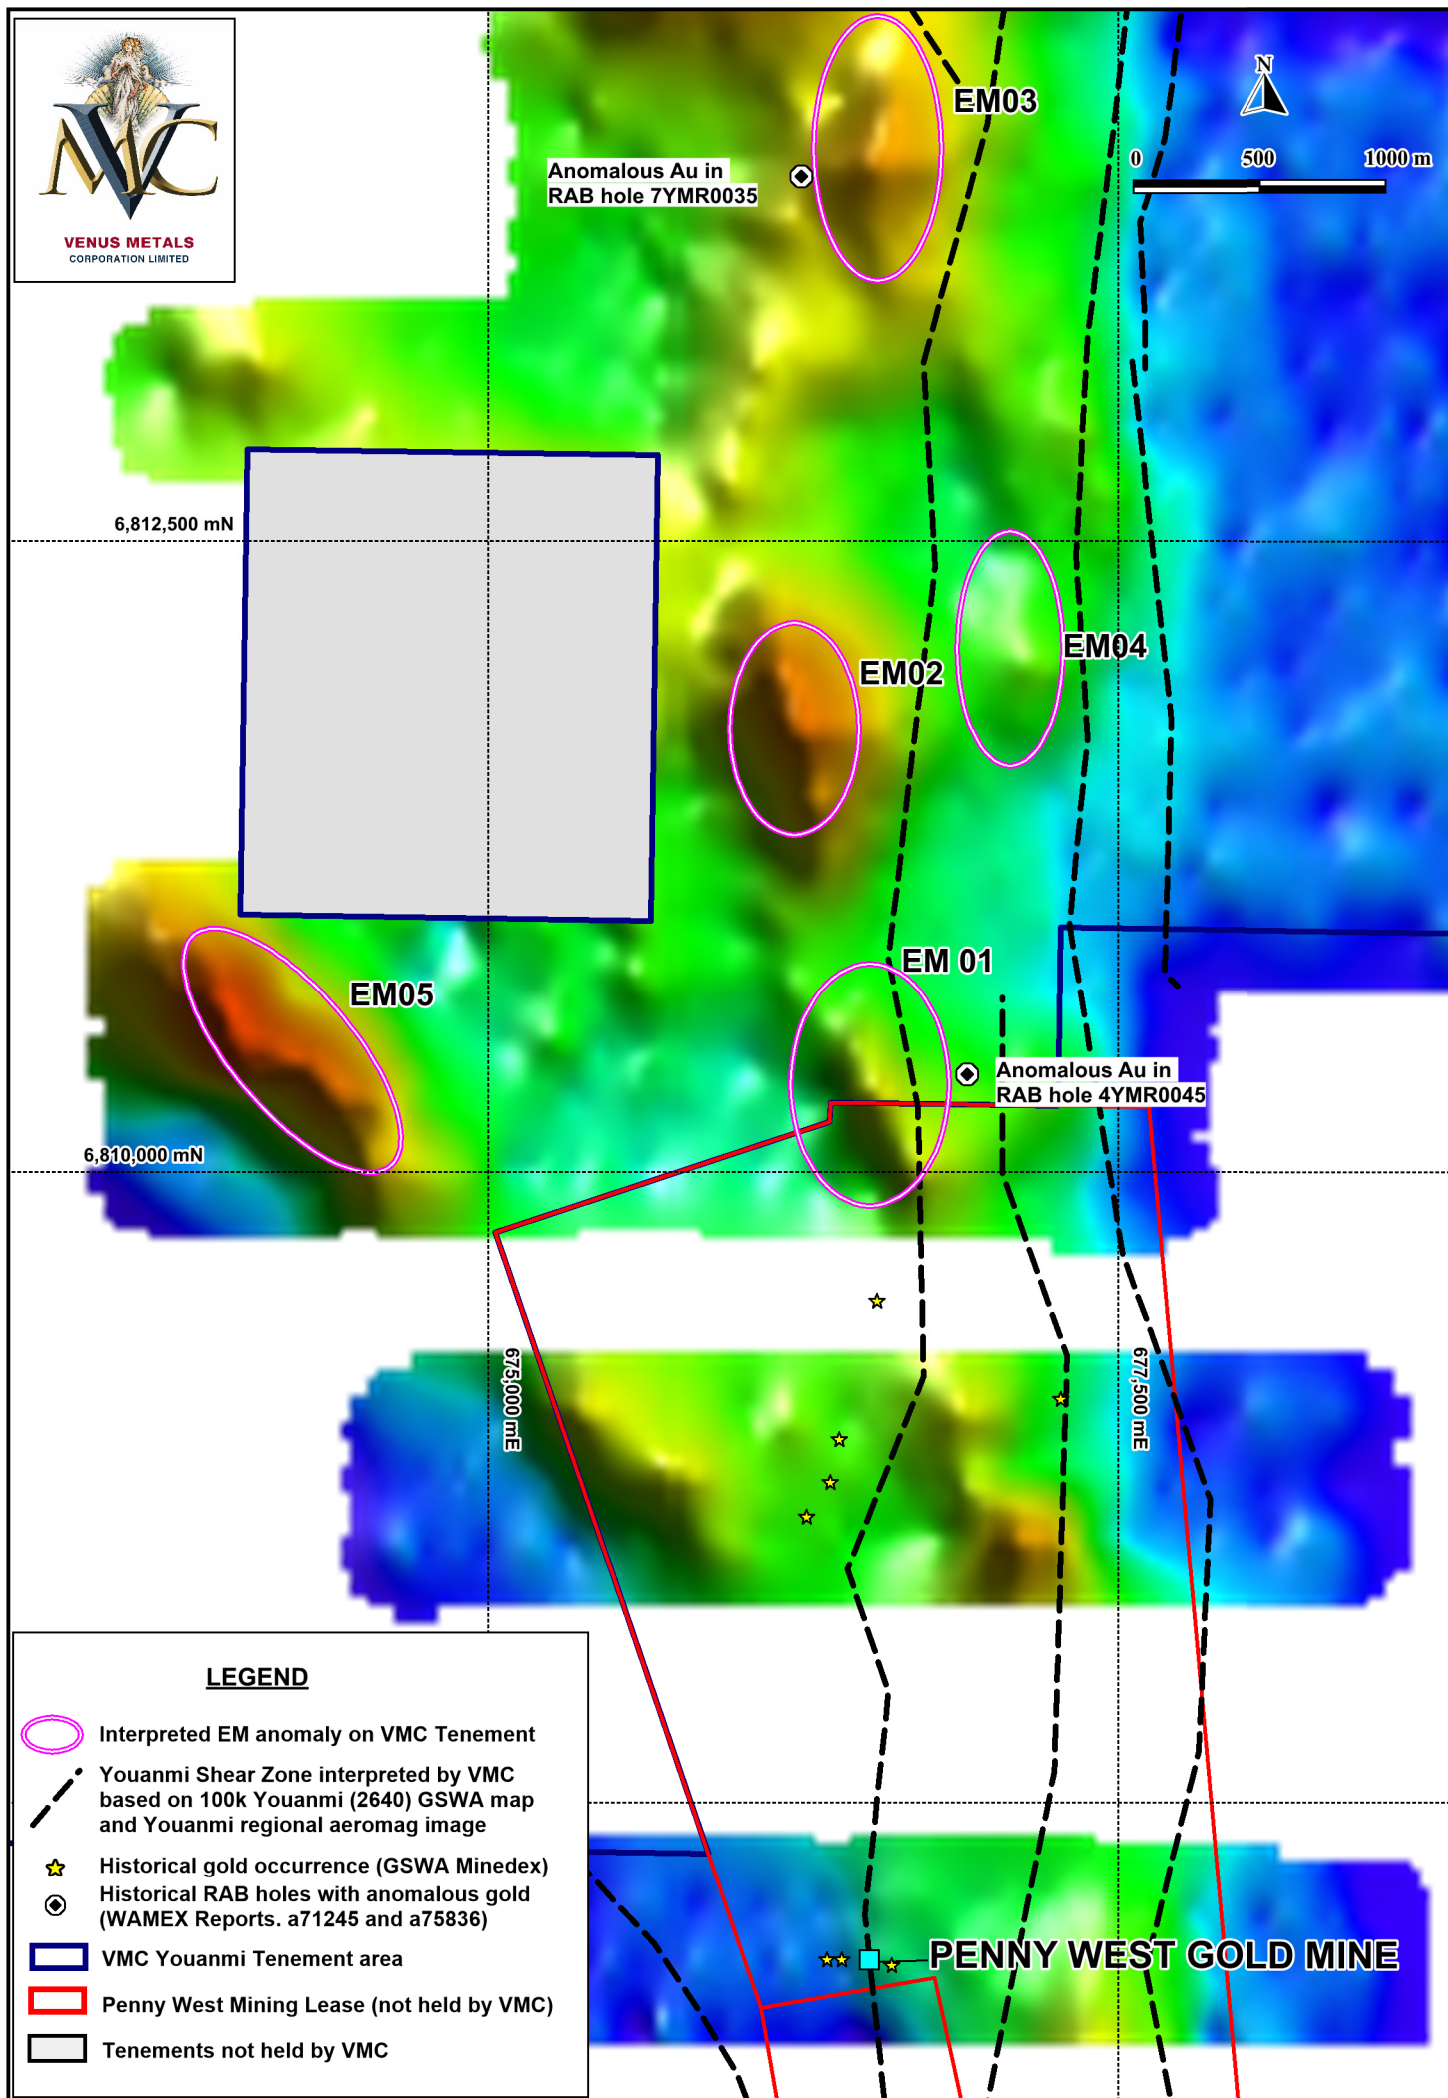 VMC
VENUS METALS
CORPORATION LIMITED
EM03
N
0 500 1000 m
Anomalous Au in
RAB hole 7YMR0035
6,812,500 mN
EM04
EM02
EM 01
EM05
Anomalous Au in
RAB hole 4YMR0045
6,810,000 mN
675,000 mE
677,500 mE
PENNY WEST GOLD MINE
LEGEND
Interpreted EM anomaly on VMC Tenement
Youanmi Shear Zone interpreted by VMC
based on 100k Youanmi (2640) GSWA map
and Youanmi regional aeromag image
Historical gold occurrence (GSWA Minedex)
Historical RAB holes with anomalous gold
(WAMEX Reports. a71245 and a75836)
VMC Youanmi Tenement area
Penny West Mining Lease (not held by VMC)
Tenements not held by VMC